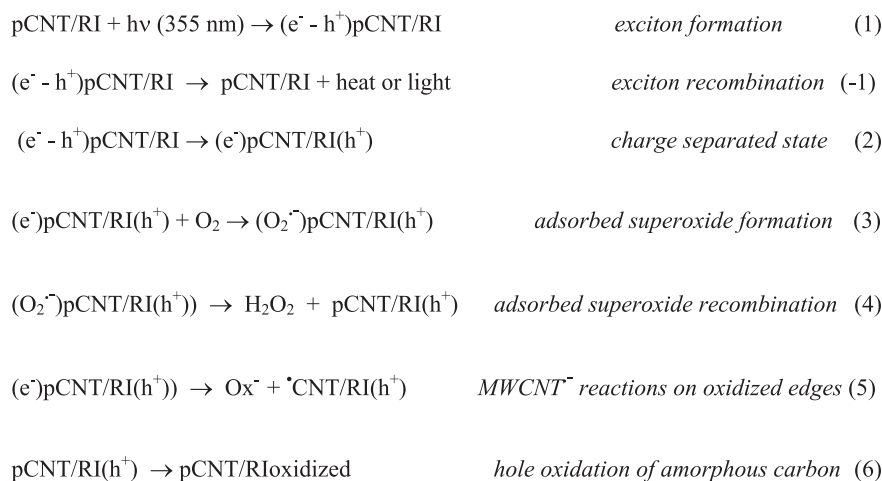 pCNT/RI + hν (355 nm) → (e⁻ - h⁺)pCNT/RI exciton formation (1)
(e⁻ - h⁺)pCNT/RI → pCNT/RI + heat or light exciton recombination (-1)
(e⁻ - h⁺)pCNT/RI → (e⁻)pCNT/RI(h⁺) charge separated state (2)
(e⁻)pCNT/RI(h⁺) + O₂ → (O₂˙⁻)pCNT/RI(h⁺) adsorbed superoxide formation (3)
(O₂˙⁻)pCNT/RI(h⁺)) → H₂O₂ + pCNT/RI(h⁺) adsorbed superoxide recombination (4)
(e⁻)pCNT/RI(h⁺)) → Ox⁻ + •CNT/RI(h⁺) MWCNT˙⁻ reactions on oxidized edges (5)
pCNT/RI(h⁺) → pCNT/RIoxidized hole oxidation of amorphous carbon (6)